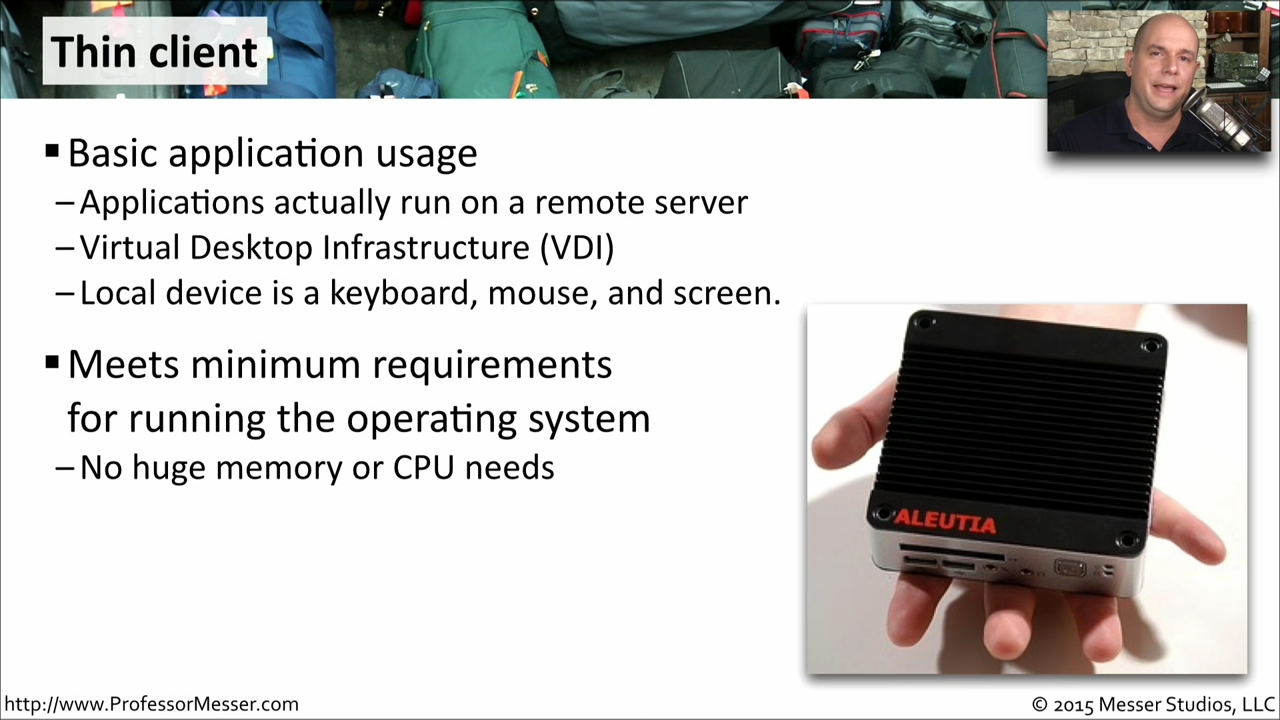 Thin client
▪ Basic application usage
– Applications actually run on a remote server
– Virtual Desktop Infrastructure (VDI)
– Local device is a keyboard, mouse, and screen.
▪ Meets minimum requirements
for running the operating system
– No huge memory or CPU needs
ALEUTIA
http://www.ProfessorMesser.com
© 2015 Messer Studios, LLC